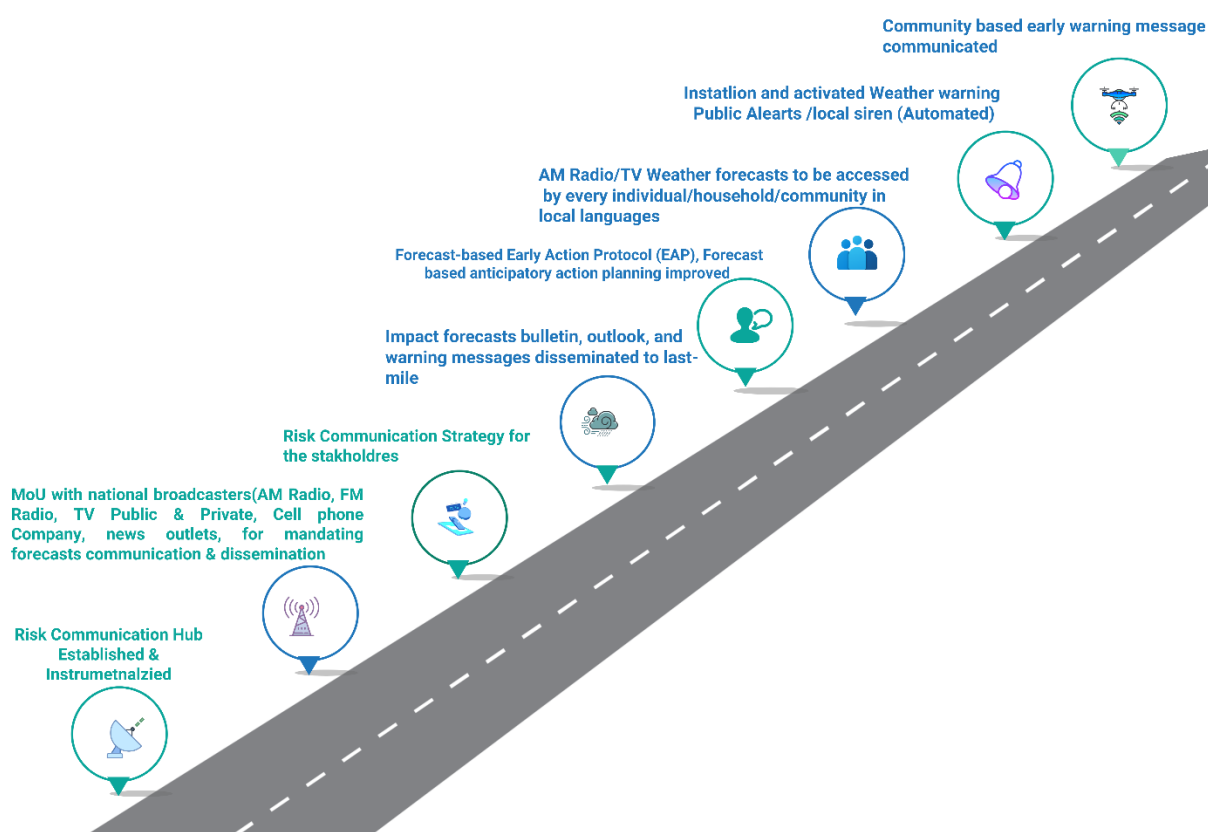 Community based early warning message
communicated
Instatlion and activated Weather warning
Public Alearts /local siren (Automated)
AM Radio/TV Weather forecasts to be accessed
by every individual/household/community in
local languages
Forecast-based Early Action Protocol (EAP), Forecast
based anticipatory action planning improved
Impact forecasts bulletin, outlook, and
warning messages disseminated to last-
mile
Risk Communication Strategy for
the stakholdres
MoU with national broadcasters(AM Radio, FM
Radio, TV Public & Private, Cell phone
Company, news outlets, for mandating
forecasts communication & dissemination
Risk Communication Hub
Established &
Instrumetnalzied